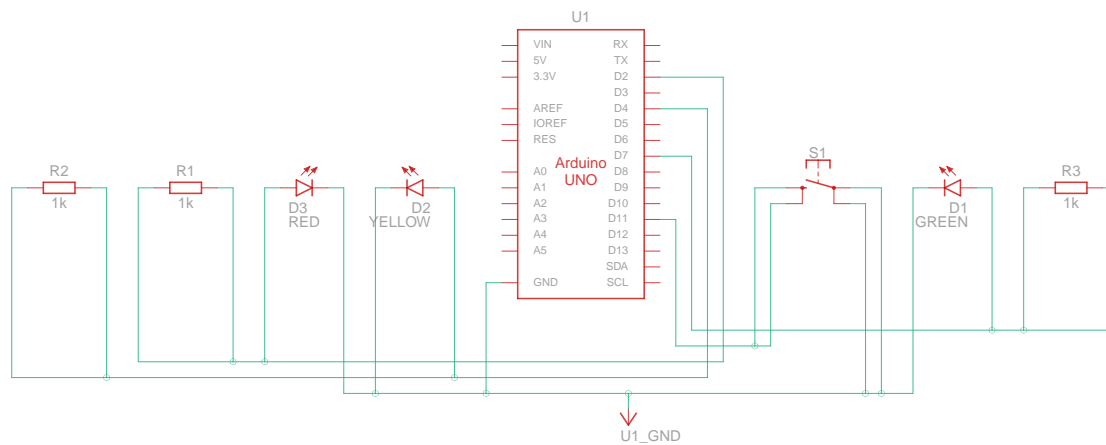 U1
VIN
5V
3.3V
AREF
IOREF
RES
A0
A1
A2
A3
A4
A5
GND
Arduino
UNO
RX
TX
D2
D3
D4
D5
D6
D7
D8
D9
D10
D11
D12
D13
SDA
SCL
R2
1k
R1
1k
D3
RED
D2
YELLOW
S1
D1
GREEN
R3
1k
U1_GND